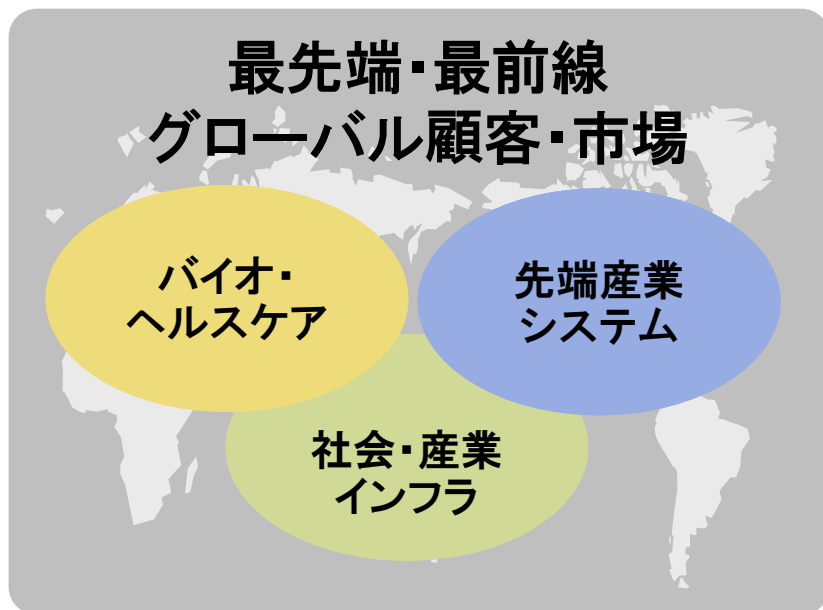 最先端・最前線
グローバル顧客・市場
バイオ・
ヘルスケア
先端産業
システム
社会・産業
インフラ